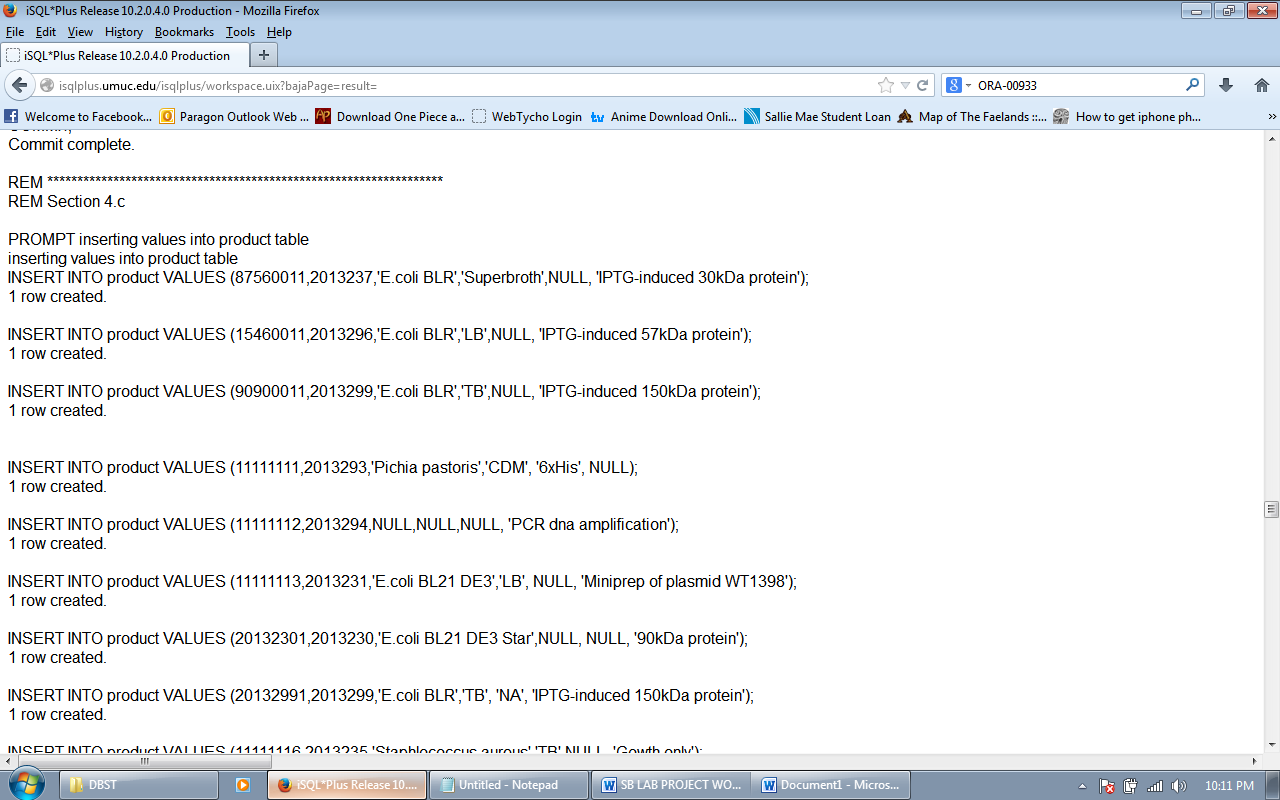 iSQL*Plus Release 10.2.0.4.0 Production - Mozilla Firefox
File Edit View History Bookmarks Tools Help
iSQL*Plus Release 10.2.0.4.0 Production
isqlplus.umuc.edu/isqlplus/workspace.uix?bajaPage=result=
ORA-00933
Welcome to Facebook... Paragon Outlook Web ... Download One Piece a... WebTycho Login Anime Download Onli... Sallie Mae Student Loan Map of The Faelands ::... How to get iphone ph...
Commit complete.
REM ******************************************************************
REM Section 4.c
PROMPT inserting values into product table
inserting values into product table
INSERT INTO product VALUES (87560011,2013237,'E.coli BLR','Superbroth',NULL, 'IPTG-induced 30kDa protein');
1 row created.
INSERT INTO product VALUES (15460011,2013296,'E.coli BLR','LB',NULL, 'IPTG-induced 57kDa protein');
1 row created.
INSERT INTO product VALUES (90900011,2013299,'E.coli BLR','TB',NULL, 'IPTG-induced 150kDa protein');
1 row created.
INSERT INTO product VALUES (11111111,2013293,'Pichia pastoris','CDM', '6xHis', NULL);
1 row created.
INSERT INTO product VALUES (11111112,2013294,NULL,NULL,NULL, 'PCR dna amplification');
1 row created.
INSERT INTO product VALUES (11111113,2013231,'E.coli BL21 DE3','LB', NULL, 'Miniprep of plasmid WT1398');
1 row created.
INSERT INTO product VALUES (20132301,2013230,'E.coli BL21 DE3 Star',NULL, NULL, '90kDa protein');
1 row created.
INSERT INTO product VALUES (20132991,2013299,'E.coli BLR','TB', 'NA', 'IPTG-induced 150kDa protein');
1 row created.
INSERT INTO product VALUES (11111116,2013235,'Staphlococcus aurous','TB',NULL, 'Gowth only');
DBST iSQL*Plus Release 10.... Untitled - Notepad SB LAB PROJECT WO... Document1 - Micros... 10:11 PM